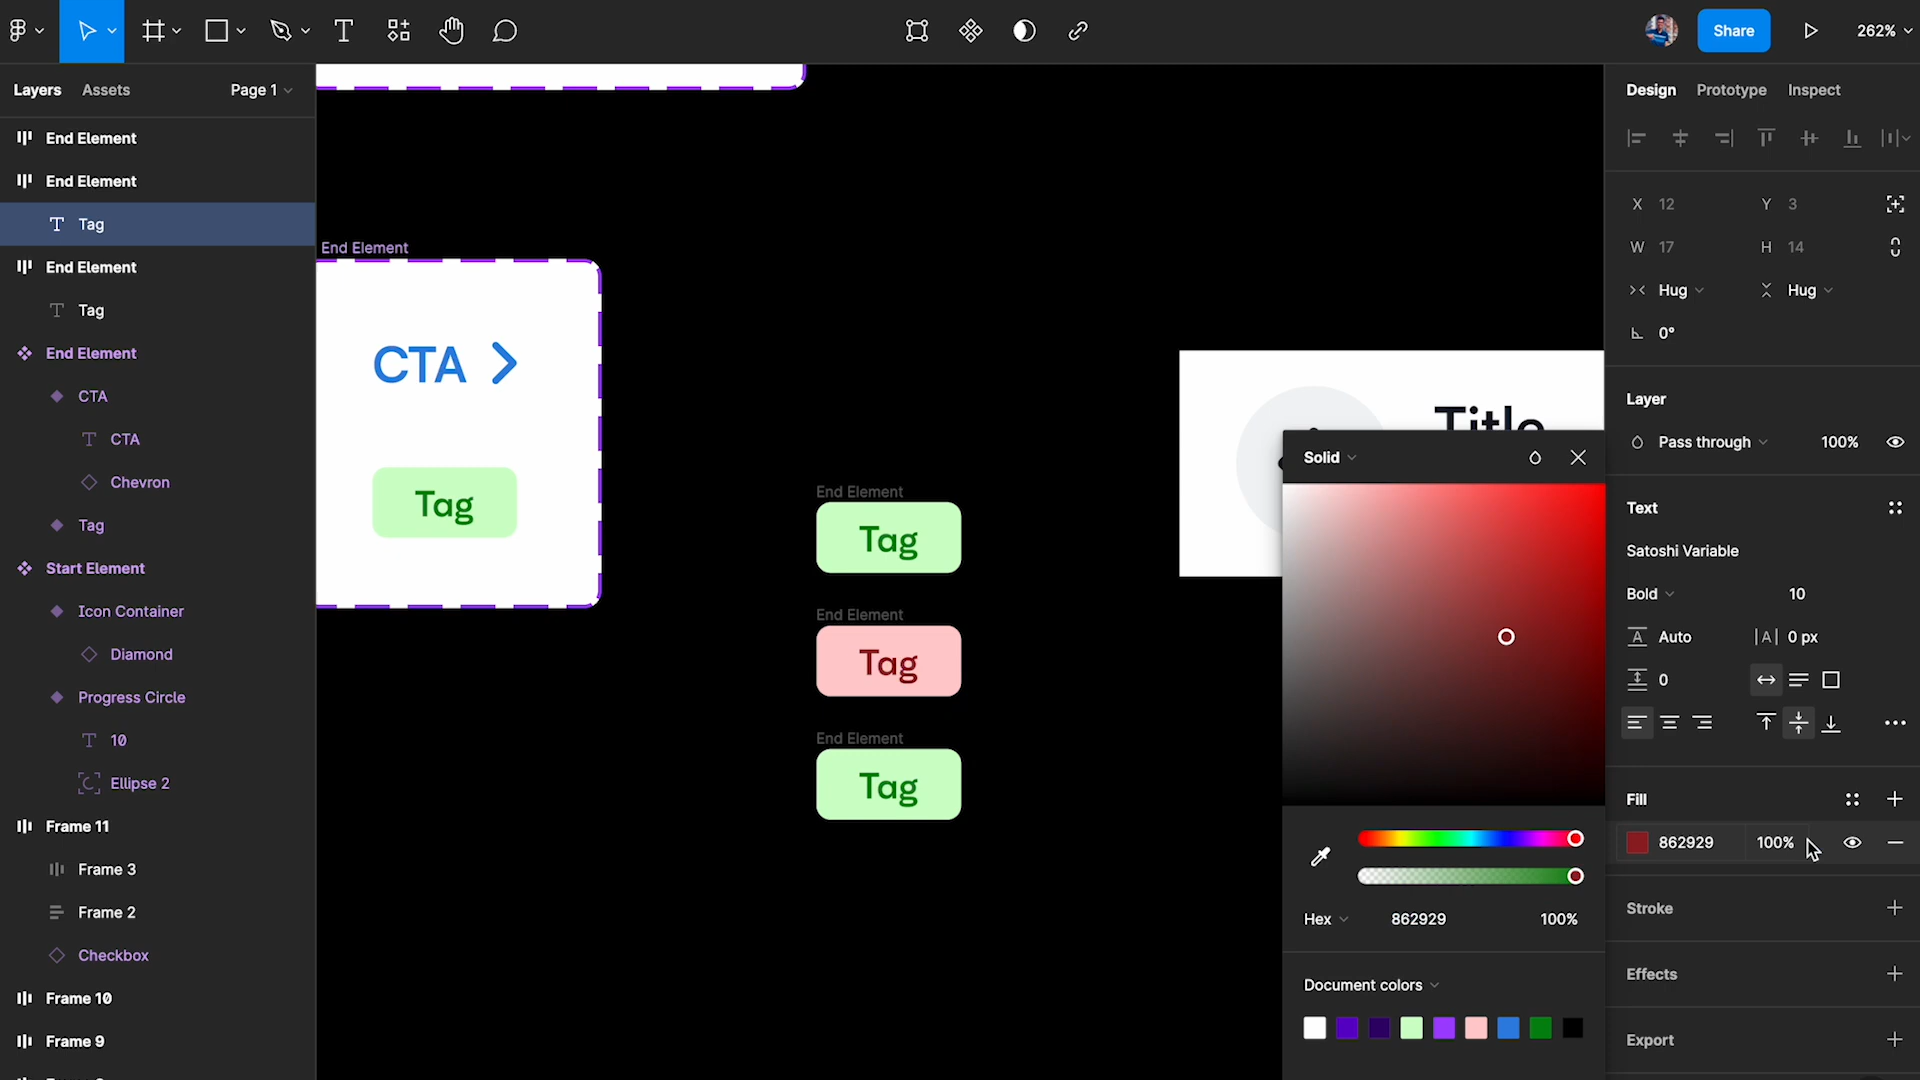 Share
262%
Layers
Assets
Page 1
End Element
End Element
Tag
End Element
Tag
End Element
CTA
CTA
Chevron
Tag
Start Element
Icon Container
Diamond
Progress Circle
10
Ellipse 2
Frame 11
Frame 3
Frame 2
Checkbox
Frame 10
Frame 9
End Element
CTA
Tag
End Element
Tag
End Element
Tag
End Element
Tag
Title
Solid
Hex
862929
100%
Document colors
Design
Prototype
Inspect
X 12
Y 3
W 17
H 14
Hug
Hug
0°
Layer
Pass through
100%
Text
Satoshi Variable
Bold
10
Auto
0 px
0
Fill
862929
100%
Stroke
Effects
Export